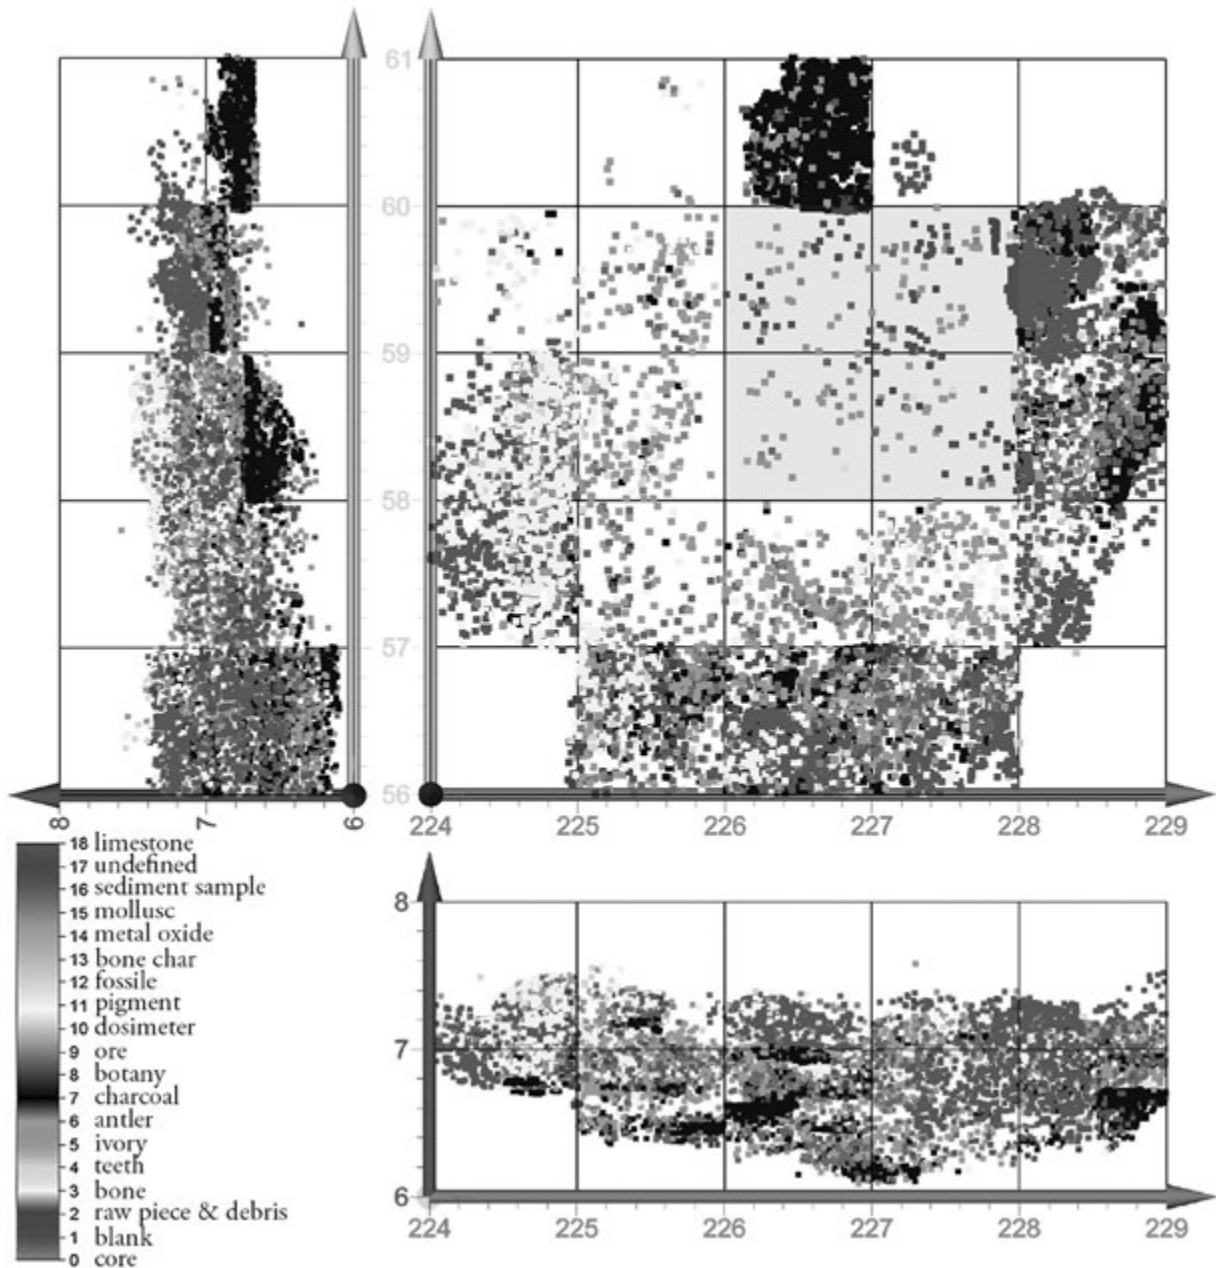 61
60
59
58
57
56
8
7
6
224
225
226
227
228
229
18 limestone
17 undefined
16 sediment sample
15 mollusc
14 metal oxide
13 bone char
12 fossile
11 pigment
10 dosimeter
9 ore
8 botany
7 charcoal
6 antler
5 ivory
4 teeth
3 bone
2 raw piece & debris
1 blank
0 core
8
7
6
224
225
226
227
228
229